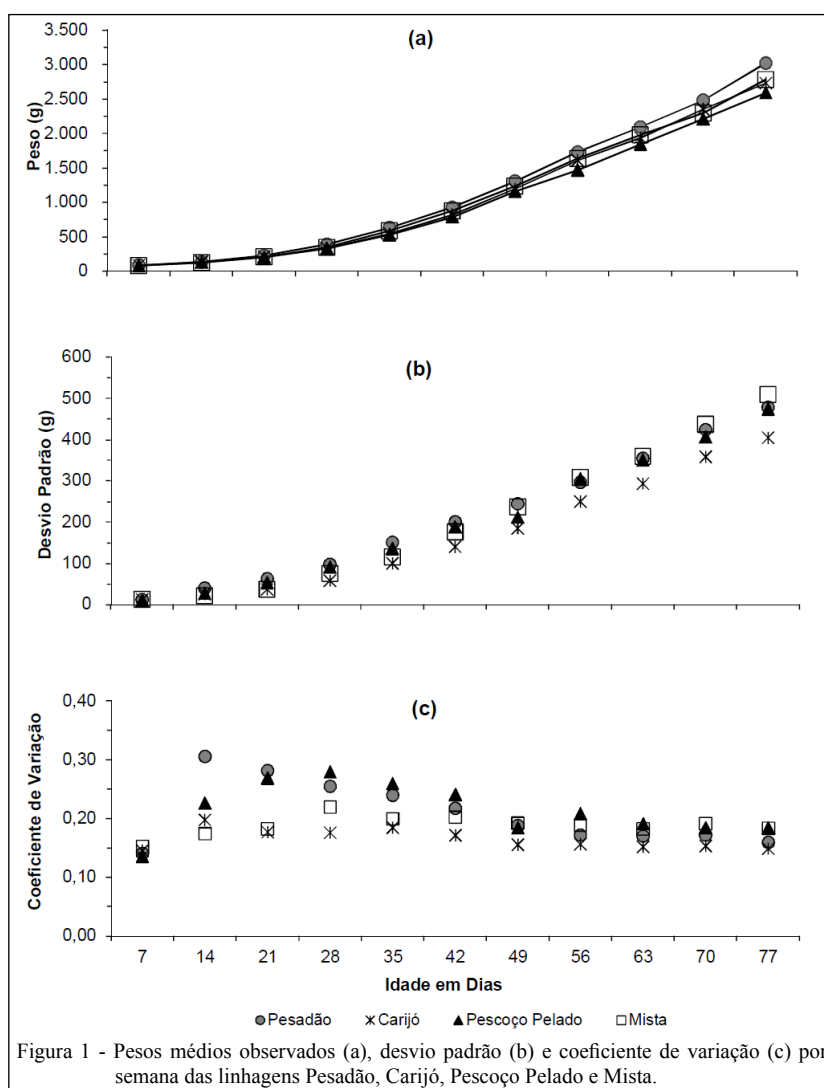 (a)
3.500
3.000
2.500
2.000
1.500
1.000
500
0
Peso (g)
(b)
600
500
400
300
200
100
0
Desvio Padrão (g)
(c)
0,40
0,30
0,20
0,10
0,00
Coeficiente de Variação
7 14 21 28 35 42 49 56 63 70 77
Idade em Dias
Pesadão Carijó Pescoço Pelado Mista
Figura 1 - Pesos médios observados (a), desvio padrão (b) e coeficiente de variação (c) por
semana das linhagens Pesadão, Carijó, Pescoço Pelado e Mista.